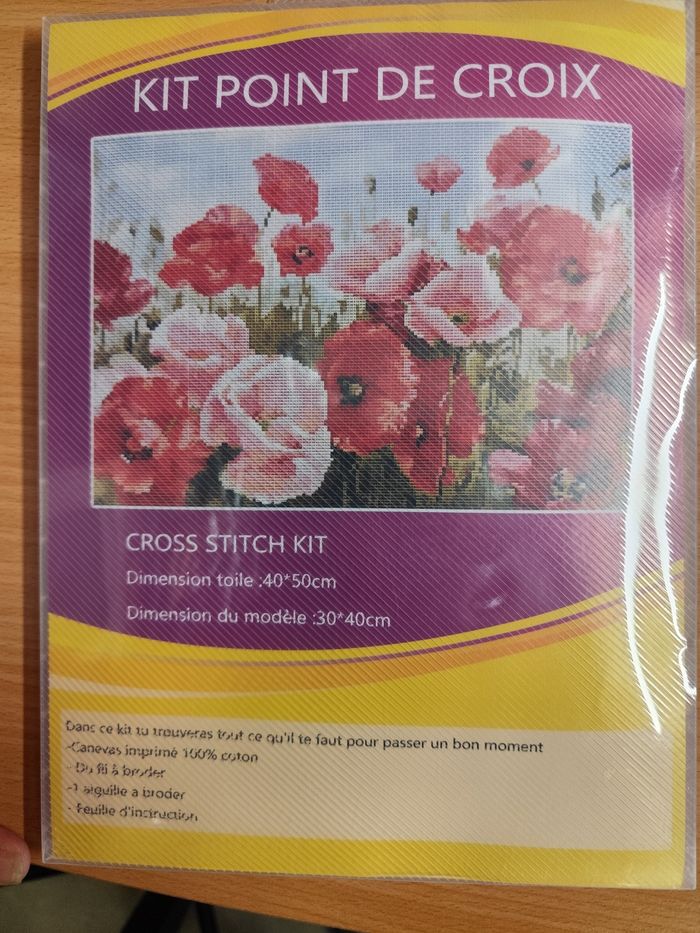 KIT POINT DE CROIX
CROSS STITCH KIT
Dimension toile :40*50cm
Dimension du modèle :30*40cm
Dans ce kit tu trouveras tout ce qu'il te faut pour passer un bon moment
-Canevas imprimé 100% coton
- Du fil à broder
-1 aiguille a broder
- Feuille d'instruction